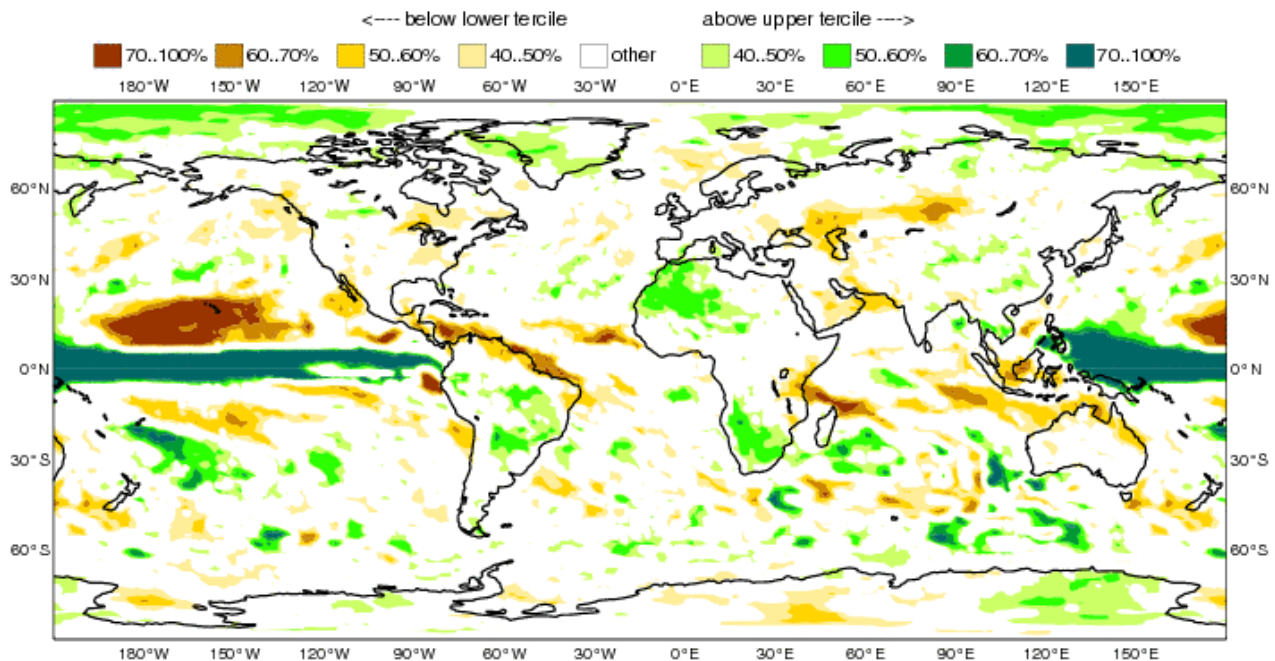 <---- below lower tercile above upper tercile ---->
70..100% 60..70% 50..60% 40..50% other 40..50% 50..60% 60..70% 70..100%
180°W 150°W 120°W 90°W 60°W 30°W 0°E 30°E 60°E 90°E 120°E 150°E
60°N 60°N
30°N 30°N
0°N 0°N
30°S 30°S
60°S 60°S
180°W 150°W 120°W 90°W 60°W 30°W 0°E 30°E 60°E 90°E 120°E 150°E